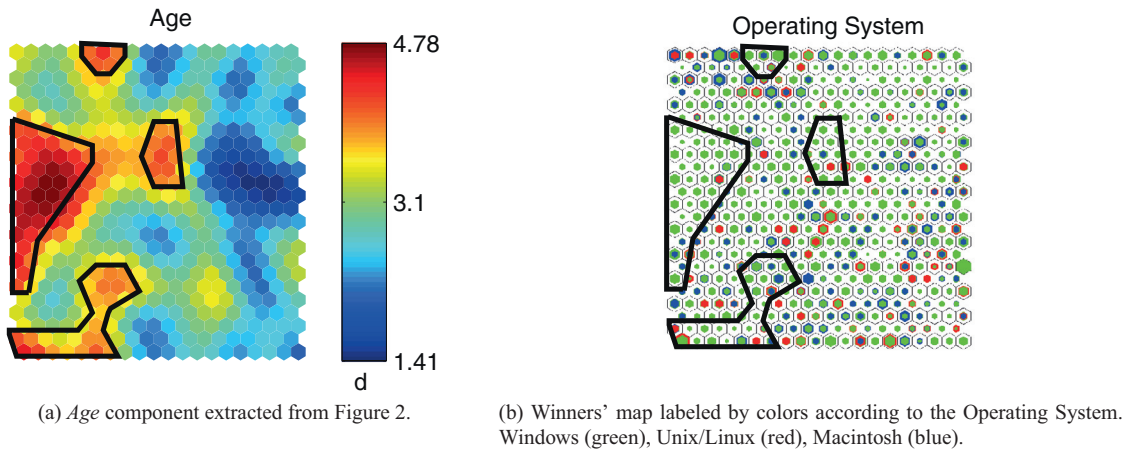 Age
Operating System
4.78
3.1
1.41
d
(a) Age component extracted from Figure 2.
(b) Winners' map labeled by colors according to the Operating System.
Windows (green), Unix/Linux (red), Macintosh (blue).